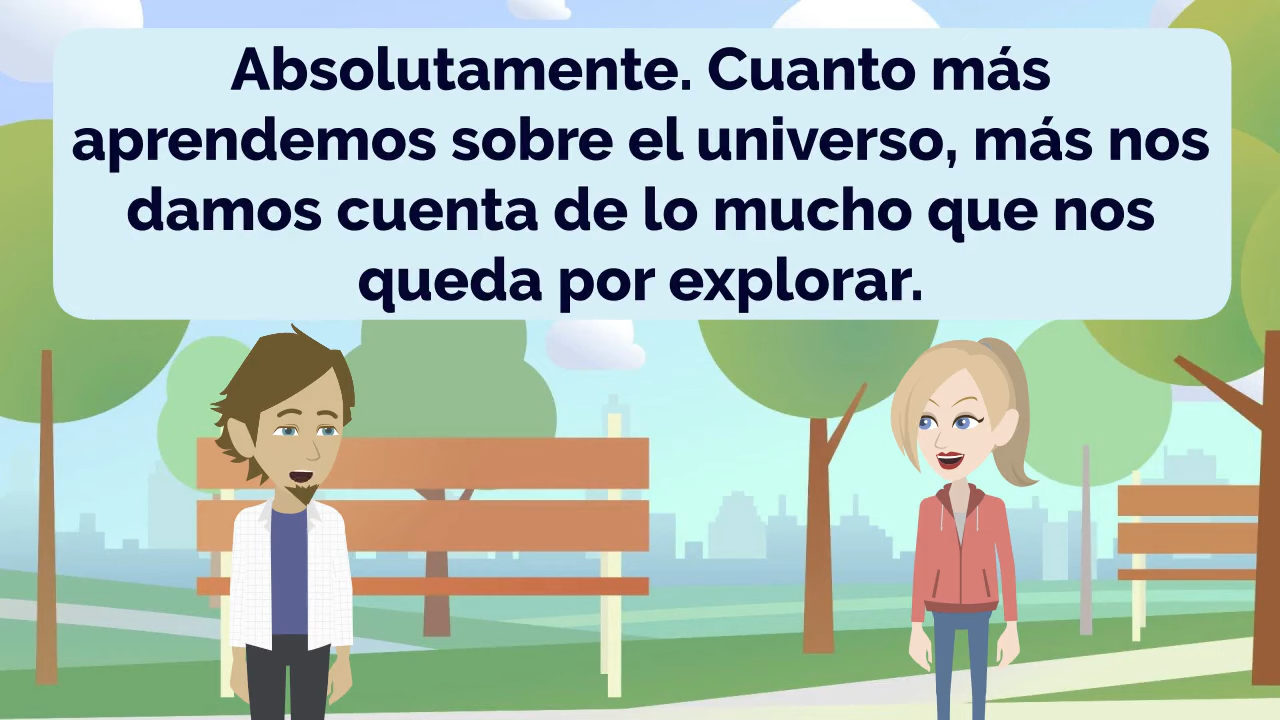 Absolutamente. Cuanto más
aprendemos sobre el universo, más nos
damos cuenta de lo mucho que nos
queda por explorar.